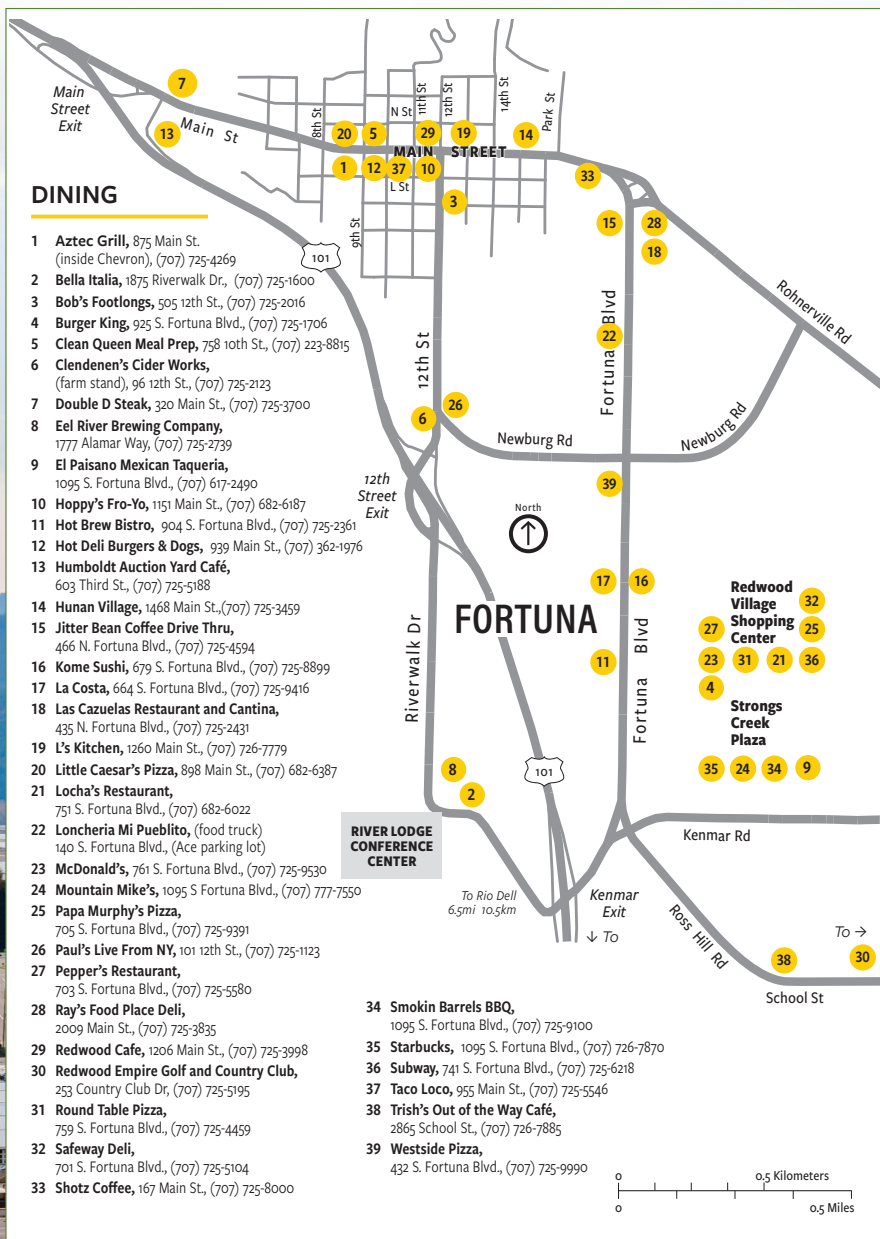 Main
Street
Exit
7
13
Main St
8th St
N St
11th St
12th St
14th St
Park St
20
5
29
19
14
MAIN STREET
1
12
37
10
L St
33
3
9th St
15
28
18
101
Rohnerville Rd
Fortuna Blvd
22
12th St
6
26
Newburg Rd
Newburg Rd
12th
Street
Exit
39
North
17
16
FORTUNA
Riverwalk Dr
11
Fortuna Blvd
Redwood
Village
Shopping
Center
32
27
25
23
31
21
36
4
Strongs
Creek
Plaza
35
24
34
9
8
2
101
RIVER LODGE
CONFERENCE
CENTER
Kenmar Rd
To Rio Dell
6.5mi 10.5km
Kenmar
Exit
↓ To
Ross Hill Rd
To →
38
30
School St
DINING
1 Aztec Grill, 875 Main St.
(inside Chevron), (707) 725-4269
2 Bella Italia, 1875 Riverwalk Dr., (707) 725-1600
3 Bob's Footlongs, 505 12th St., (707) 725-2016
4 Burger King, 925 S. Fortuna Blvd., (707) 725-1706
5 Clean Queen Meal Prep, 758 10th St., (707) 223-8815
6 Clendenen's Cider Works,
(farm stand), 96 12th St., (707) 725-2123
7 Double D Steak, 320 Main St., (707) 725-3700
8 Eel River Brewing Company,
1777 Alamar Way, (707) 725-2739
9 El Paisano Mexican Taqueria,
1095 S. Fortuna Blvd., (707) 617-2490
10 Hoppy's Fro-Yo, 1151 Main St., (707) 682-6187
11 Hot Brew Bistro, 904 S. Fortuna Blvd., (707) 725-2361
12 Hot Deli Burgers & Dogs, 939 Main St., (707) 362-1976
13 Humboldt Auction Yard Café,
603 Third St., (707) 725-5188
14 Hunan Village, 1468 Main St.,(707) 725-3459
15 Jitter Bean Coffee Drive Thru,
466 N. Fortuna Blvd., (707) 725-4594
16 Kome Sushi, 679 S. Fortuna Blvd., (707) 725-8899
17 La Costa, 664 S. Fortuna Blvd., (707) 725-9416
18 Las Cazuelas Restaurant and Cantina,
435 N. Fortuna Blvd., (707) 725-2431
19 L's Kitchen, 1260 Main St., (707) 726-7779
20 Little Caesar's Pizza, 898 Main St., (707) 682-6387
21 Locha's Restaurant,
751 S. Fortuna Blvd., (707) 682-6022
22 Loncheria Mi Pueblito, (food truck)
140 S. Fortuna Blvd., (Ace parking lot)
23 McDonald's, 761 S. Fortuna Blvd., (707) 725-9530
24 Mountain Mike's, 1095 S Fortuna Blvd., (707) 777-7550
25 Papa Murphy's Pizza,
705 S. Fortuna Blvd., (707) 725-9391
26 Paul's Live From NY, 101 12th St., (707) 725-1123
27 Pepper's Restaurant,
703 S. Fortuna Blvd., (707) 725-5580
28 Ray's Food Place Deli,
2009 Main St., (707) 725-3835
29 Redwood Cafe, 1206 Main St., (707) 725-3998
30 Redwood Empire Golf and Country Club,
253 Country Club Dr, (707) 725-5195
31 Round Table Pizza,
759 S. Fortuna Blvd., (707) 725-4459
32 Safeway Deli,
701 S. Fortuna Blvd., (707) 725-5104
33 Shotz Coffee, 167 Main St., (707) 725-8000
34 Smokin Barrels BBQ,
1095 S. Fortuna Blvd., (707) 725-9100
35 Starbucks, 1095 S. Fortuna Blvd., (707) 726-7870
36 Subway, 741 S. Fortuna Blvd., (707) 725-6218
37 Taco Loco, 955 Main St., (707) 725-5546
38 Trish's Out of the Way Café,
2865 School St., (707) 726-7885
39 Westside Pizza,
432 S. Fortuna Blvd., (707) 725-9990
0 0.5 Kilometers
0 0.5 Miles